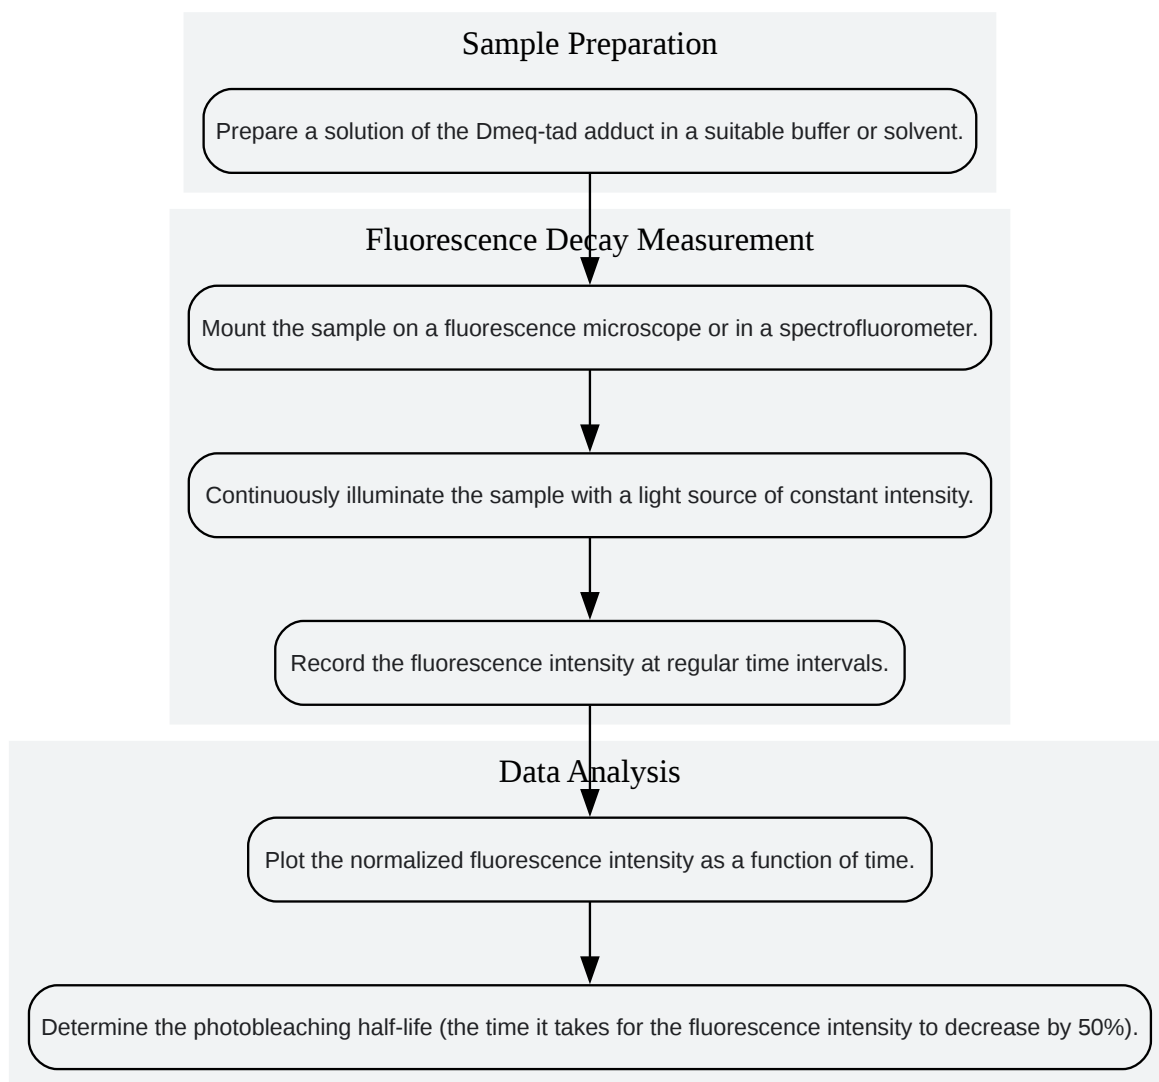 Sample Preparation
Prepare a solution of the Dmeq-tad adduct in a suitable buffer or solvent.
Fluorescence Decay Measurement
Mount the sample on a fluorescence microscope or in a spectrofluorometer.
Continuously illuminate the sample with a light source of constant intensity.
Record the fluorescence intensity at regular time intervals.
Data Analysis
Plot the normalized fluorescence intensity as a function of time.
Determine the photobleaching half-life (the time it takes for the fluorescence intensity to decrease by 50%).